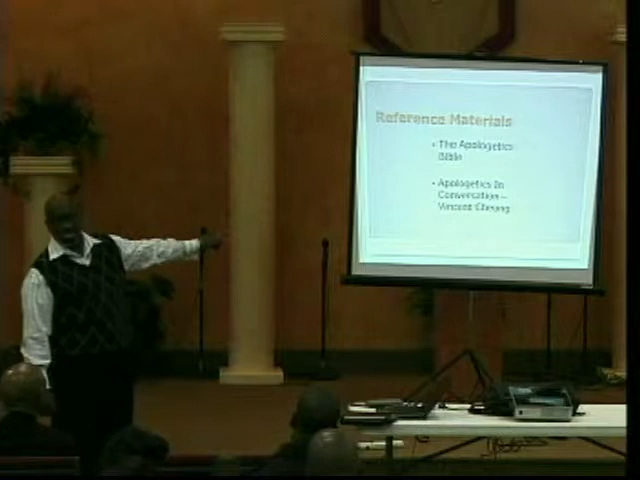 Reference Materials
• The Apologetics
Bible
• Apologetics In
Conversation –
Vincent Cheung